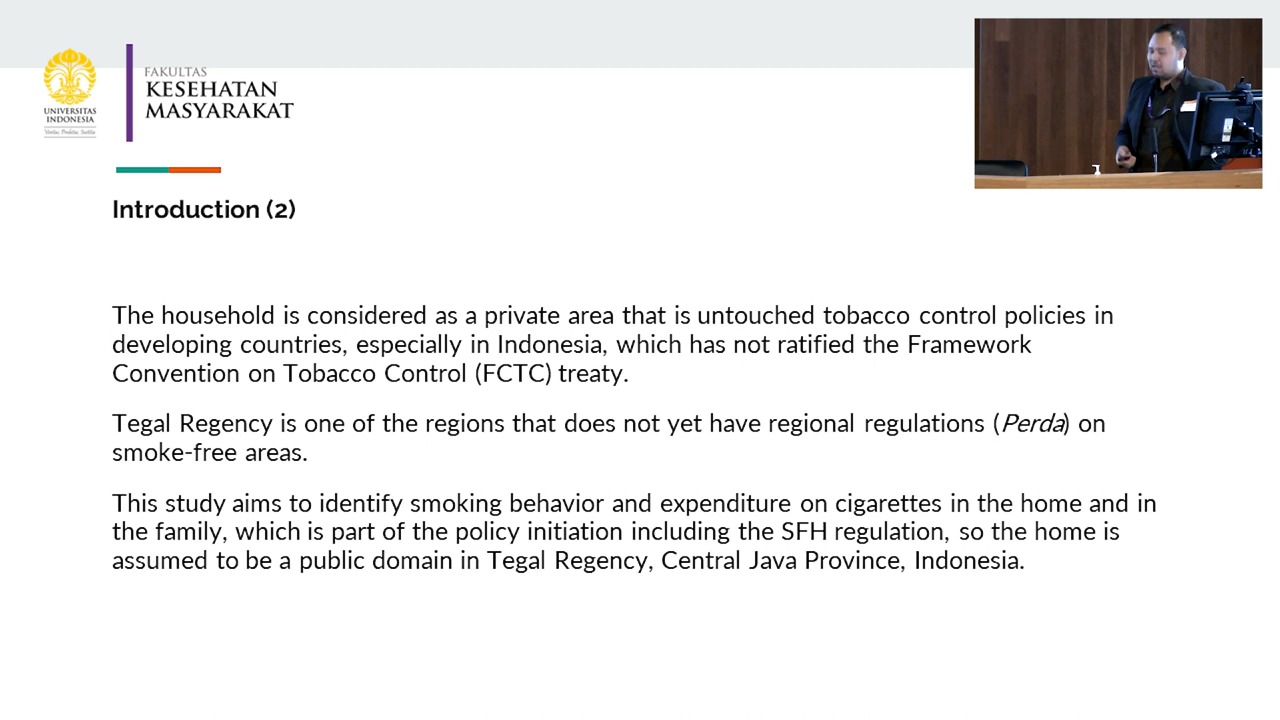 UNIVERSITAS
INDONESIA
Veritas, Probitas, Iustitia
FAKULTAS
KESEHATAN
MASYARAKAT
Introduction (2)
The household is considered as a private area that is untouched tobacco control policies in
developing countries, especially in Indonesia, which has not ratified the Framework
Convention on Tobacco Control (FCTC) treaty.
Tegal Regency is one of the regions that does not yet have regional regulations (Perda) on
smoke-free areas.
This study aims to identify smoking behavior and expenditure on cigarettes in the home and in
the family, which is part of the policy initiation including the SFH regulation, so the home is
assumed to be a public domain in Tegal Regency, Central Java Province, Indonesia.